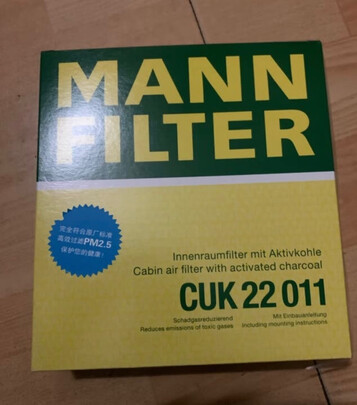 MANN
FILTER
完全符合原厂标准
高效过滤PM2.5
保护您的健康!
Innenraumfilter mit Aktivkohle
Cabin air filter with activated charcoal
CUK 22 011
Schadgasreduzierend
Reduces emissions of toxic gases
Mit Einbauanleitung
including mounting instructions